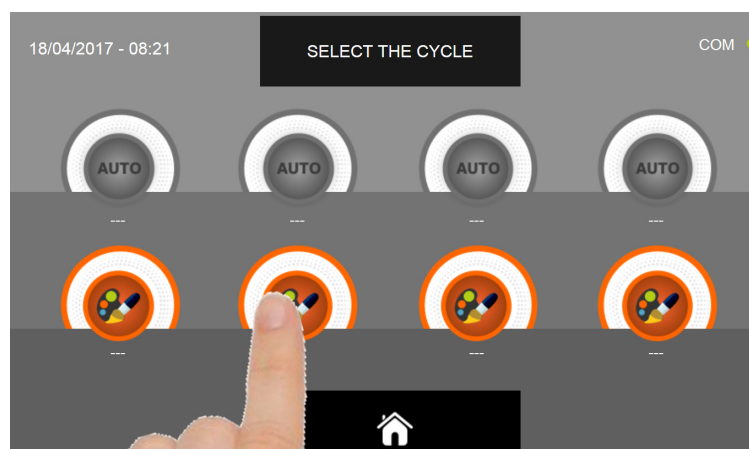 18/04/2017 - 08:21
SELECT THE CYCLE
COM
AUTO AUTO AUTO AUTO
--- --- --- ---
--- --- --- ---